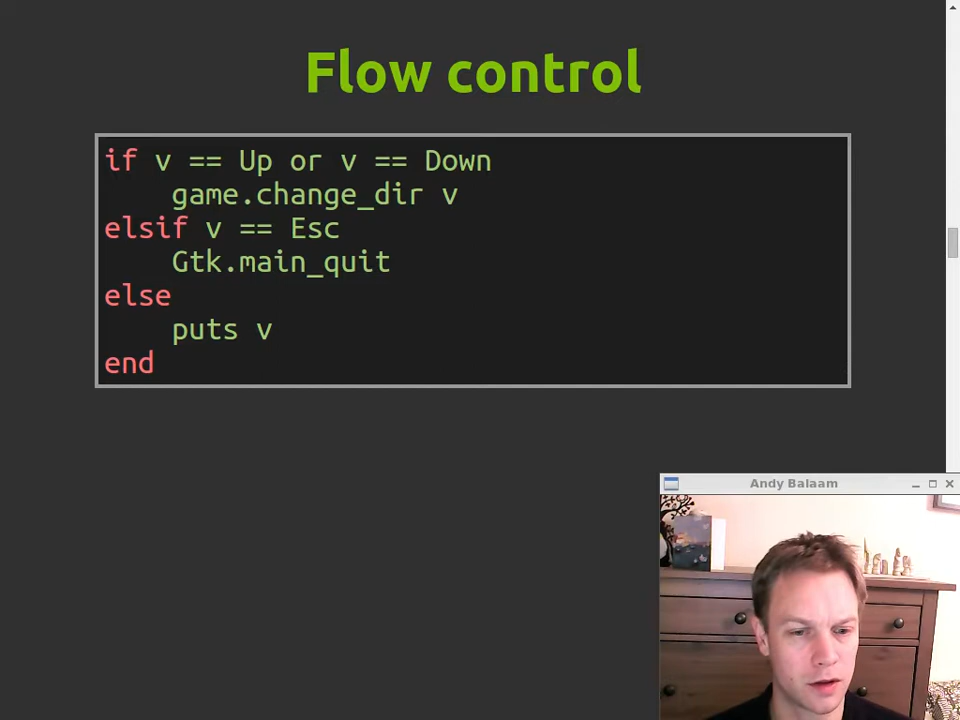 Flow control
if v == Up or v == Down
    game.change_dir v
elsif v == Esc
    Gtk.main_quit
else
    puts v
end
Andy Balaam